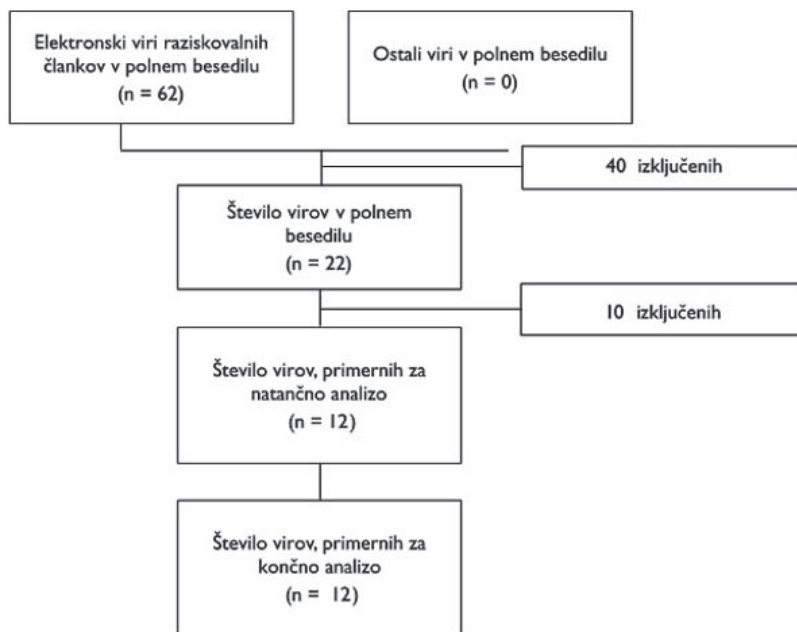 Elektronski viri raziskovalnih
člankov v polnem besedilu
(n = 62)
Ostali viri v polnem besedilu
(n = 0)
40 izključenih
Število virov v polnem
besedilu
(n = 22)
10 izključenih
Število virov, primernih za
natančno analizo
(n = 12)
Število virov, primernih za
končno analizo
(n = 12)